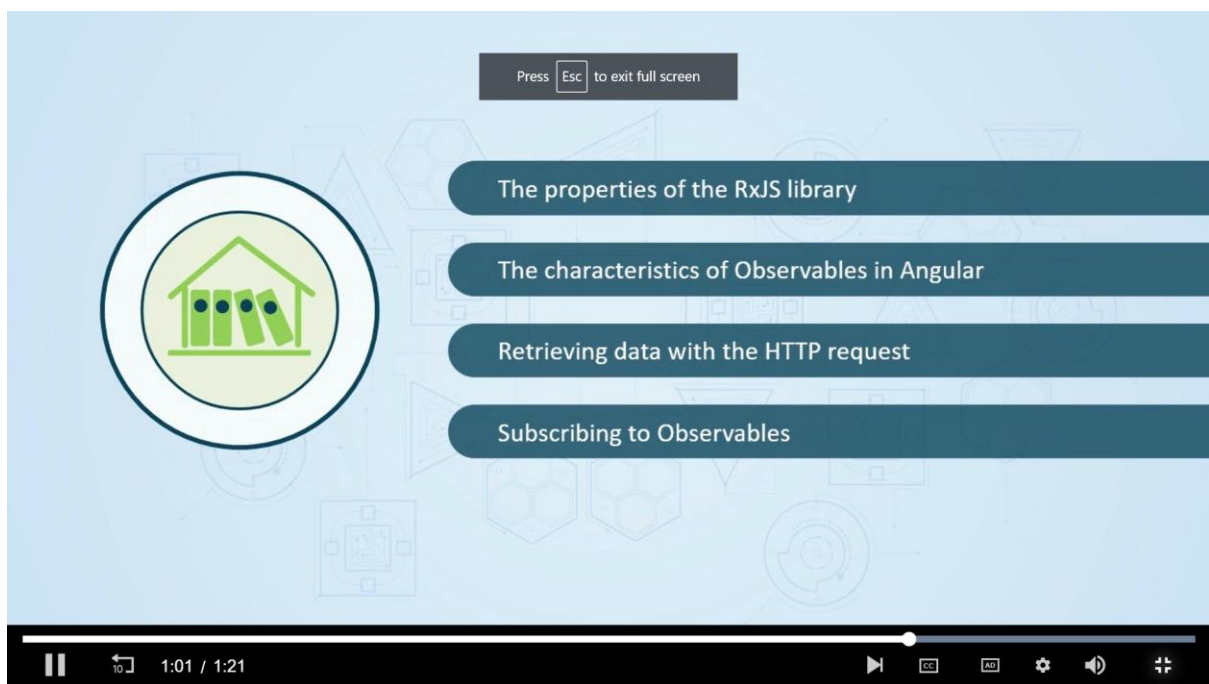 Press Esc to exit full screen
The properties of the RxJS library
The characteristics of Observables in Angular
Retrieving data with the HTTP request
Subscribing to Observables
10 1:01 / 1:21 CC AD